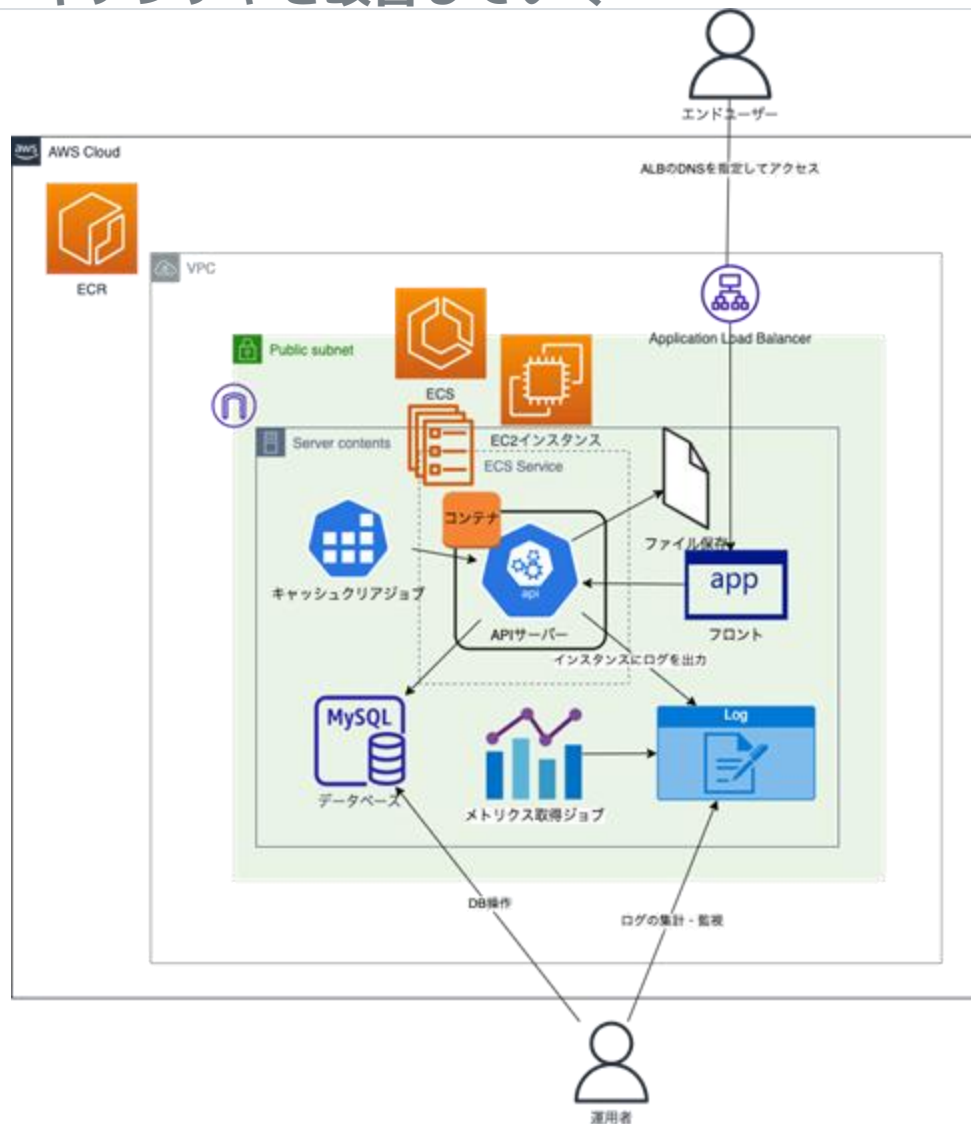 エンドユーザー
aws
AWS Cloud
ALBのDNSを指定してアクセス
ECR
VPC
Application Load Balancer
Public subnet
ECS
EC2インスタンス
Server contents
ECS Service
コンテナ
ファイル保存
api
app
キャッシュクリアジョブ
APIサーバー
フロント
インスタンスにログを出力
MySQL
Log
データベース
メトリクス取得ジョブ
DB操作
ログの集計・監視
運用者